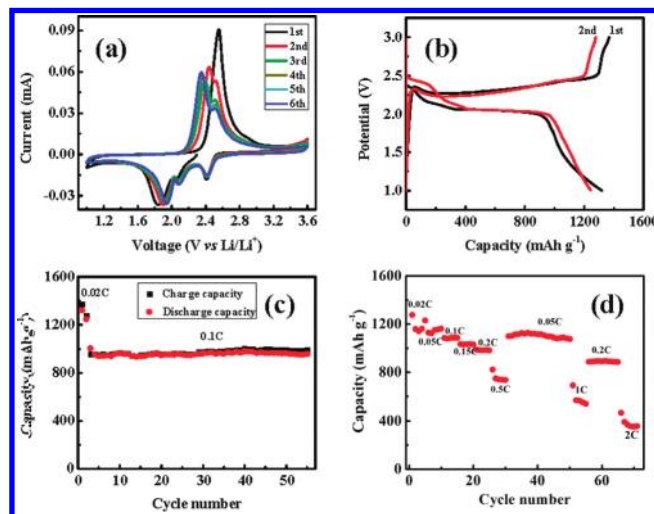 (a)
1st
2nd
3rd
4th
5th
6th
0.09
0.06
0.03
0.00
-0.03
Current (mA)
1.0 1.5 2.0 2.4 3.0 3.6
Voltage (V vs Li/Li+)
(b)
2nd 1st
3.0
2.5
2.0
1.5
1.0
Potential (V)
0 400 800 1200 1600
Capacity (mAh g-1)
(c)
0.02C
Charge capacity
Discharge capacity
0.1C
1600
1200
800
400
0
Capacity (mAh g-1)
0 10 20 30 40 50
Cycle number
(d)
0.02C
0.05C
0.1C
0.15C
0.2C
0.5C
0.05C
1C
0.2C
2C
1600
1200
800
400
0
Capacity (mAh g-1)
0 20 40 60
Cycle number